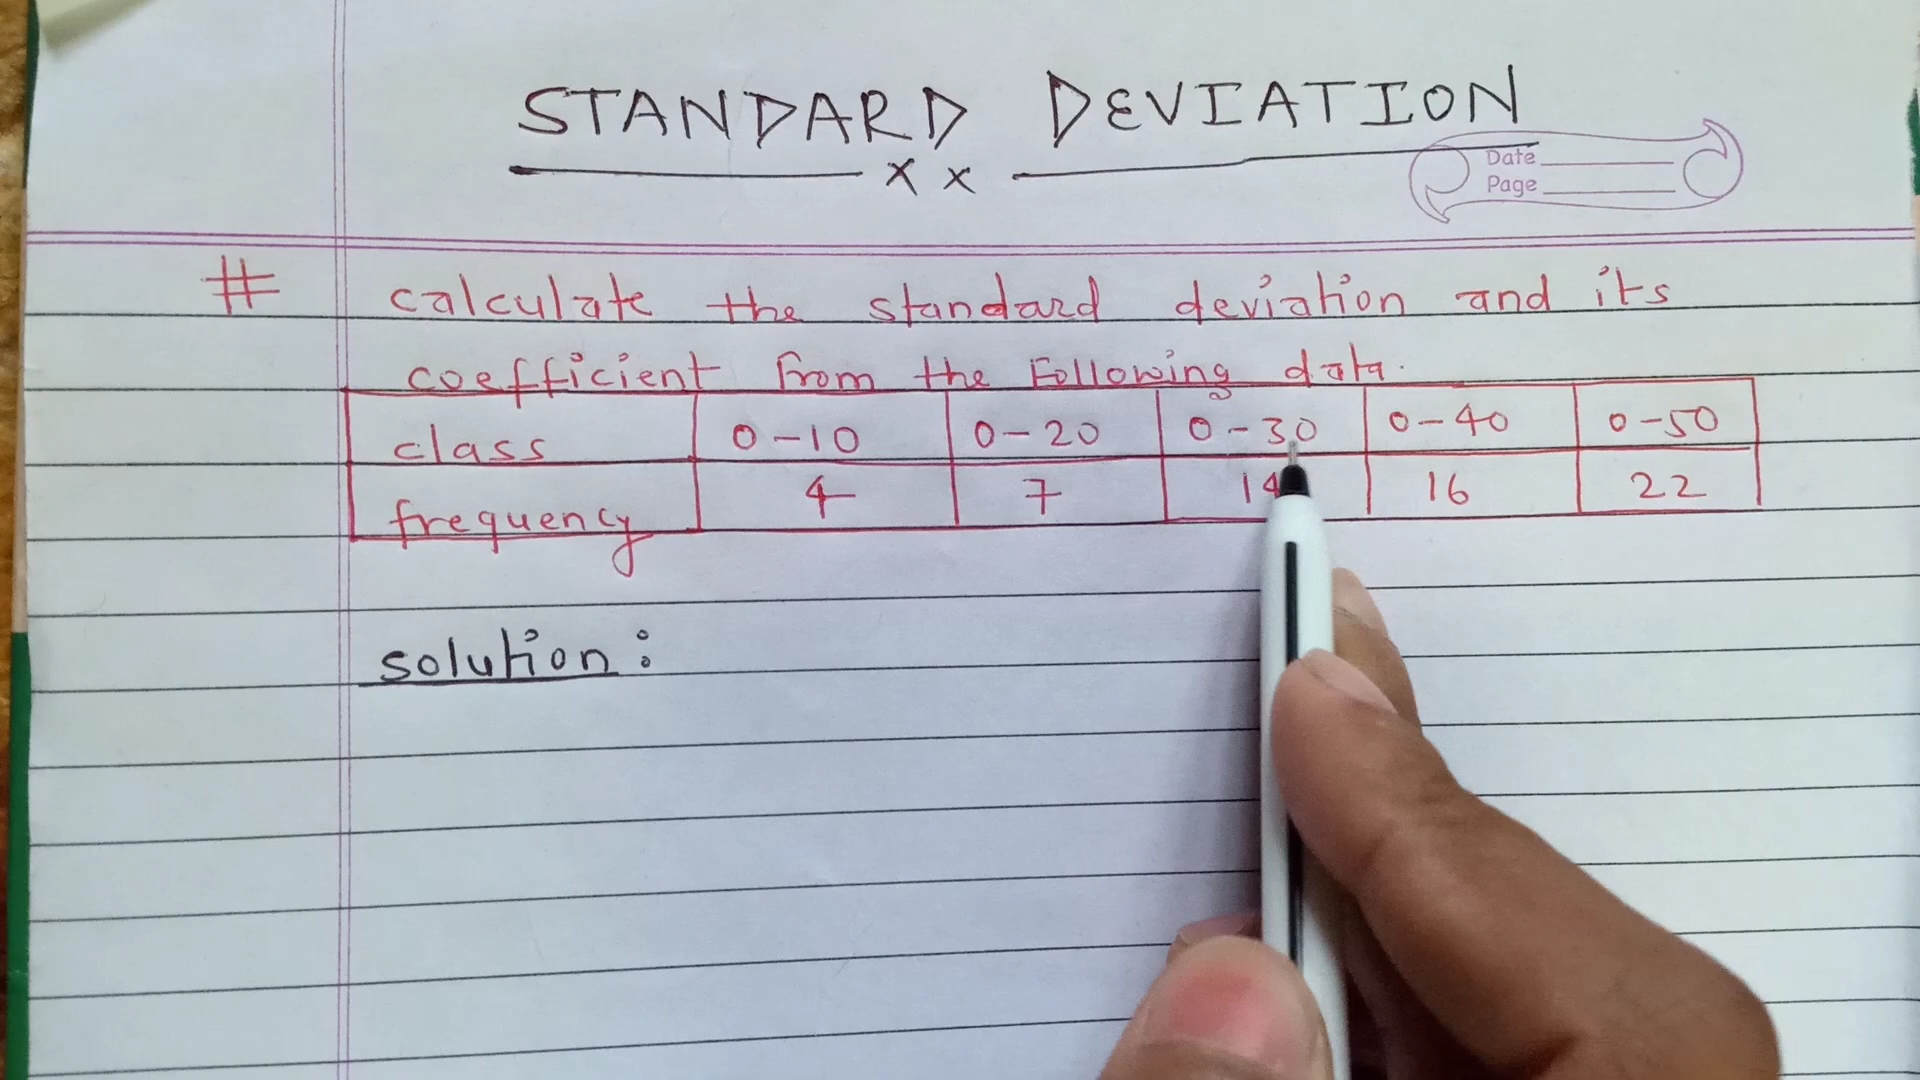 STANDARD DEVIATION
x x
Date
Page
# calculate the standard deviation and its
coefficient from the Following data.
class 0-10 0-20 0-30 0-40 0-50
frequency 4 7 14 16 22
solution: